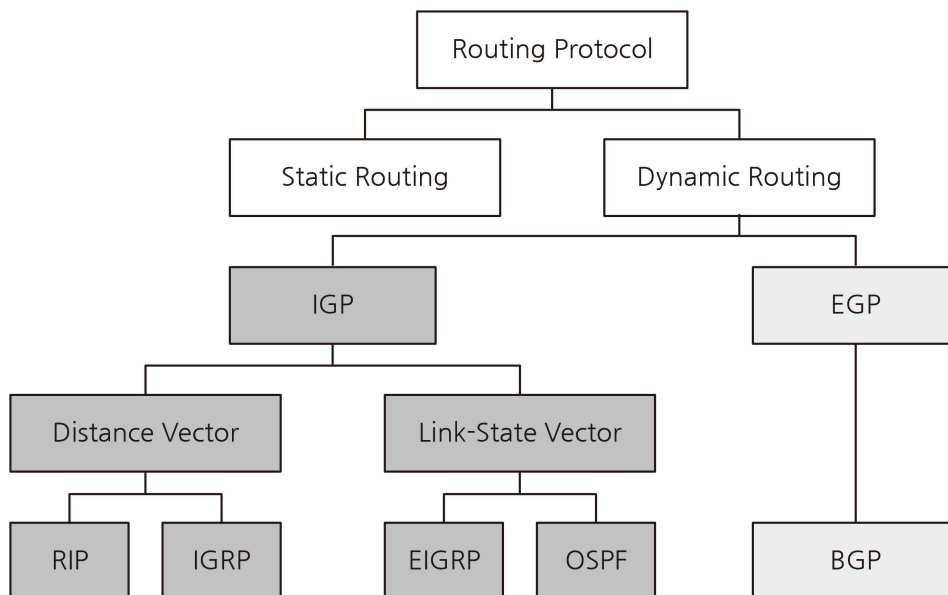 Routing Protocol
Static Routing
Dynamic Routing
IGP
EGP
Distance Vector
Link-State Vector
RIP
IGRP
EIGRP
OSPF
BGP